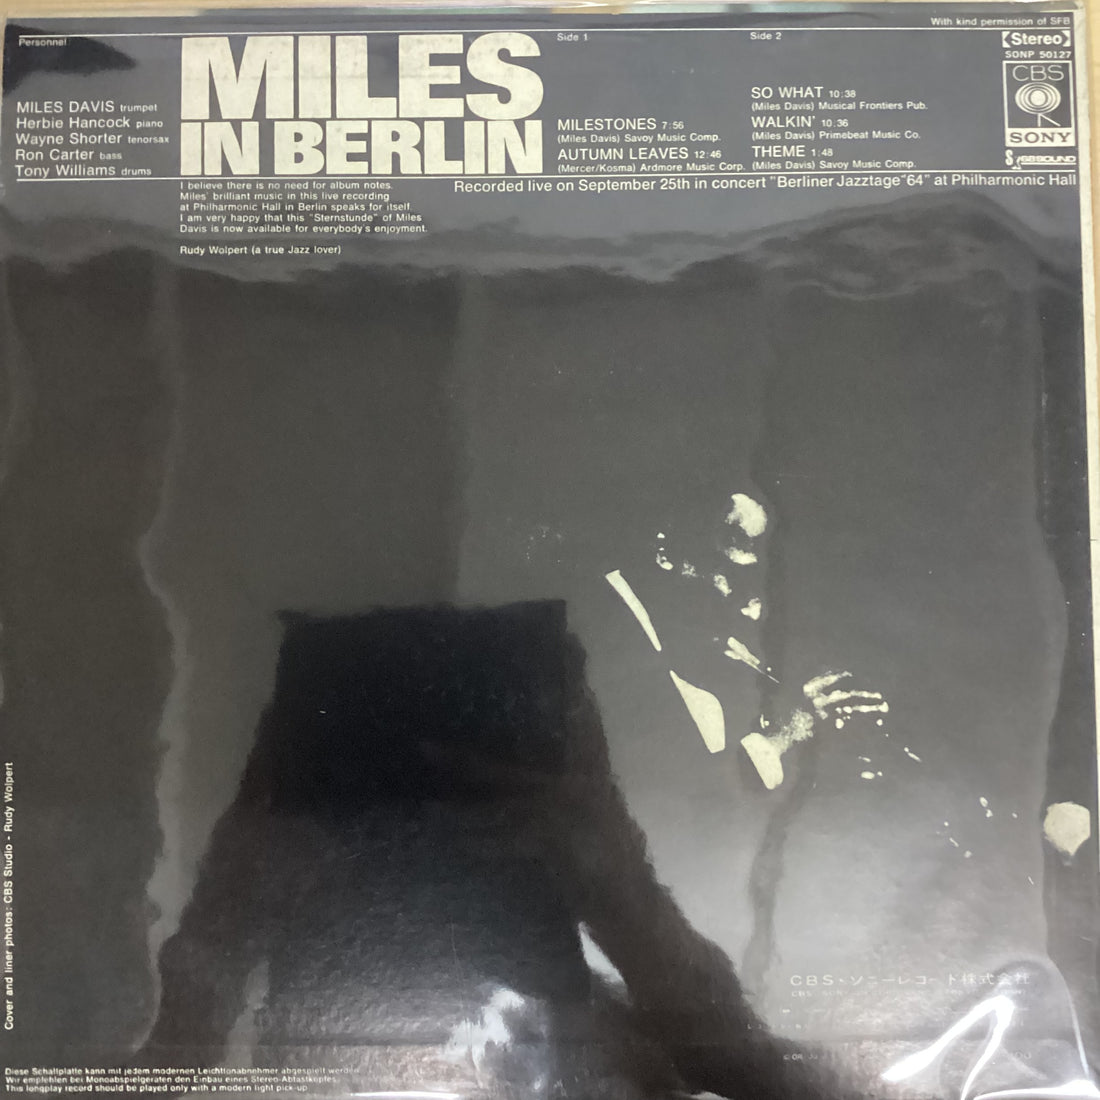 With kind permission of SFB
Personnel
MILES DAVIS trumpet
Herbie Hancock piano
Wayne Shorter tenorsax
Ron Carter bass
Tony Williams drums
MILES
IN BERLIN
Side 1
MILESTONES 7:56
(Miles Davis) Savoy Music Comp.
AUTUMN LEAVES 12:46
(Mercer/Kosma) Ardmore Music Corp.
Side 2
SO WHAT 10:38
(Miles Davis) Musical Frontiers Pub.
WALKIN' 10:36
(Miles Davis) Primebeat Music Co.
THEME 1:48
(Miles Davis) Savoy Music Comp.
Stereo
SONP 50127
CBS
SONY
Recorded live on September 25th in concert "Berliner Jazztage"64" at Philharmonic Hall
I believe there is no need for album notes.
Miles' brilliant music in this live recording
at Philharmonic Hall in Berlin speaks for itself.
I am very happy that this "Sternstunde" of Miles
Davis is now available for everybody's enjoyment.
Rudy Wolpert (a true Jazz lover)
Cover and liner photos: CBS Studio - Rudy Wolpert
CBS・ソニーレコード株式会社
Diese Schallplatte kann mit jedem modernen Leichttonabnehmer abgespielt werden
Wir empfehlen bei Monoabspielgeräten den Einbau eines Stereo-Abtastkopfes.
This longplay record should be played only with a modern light pick-up